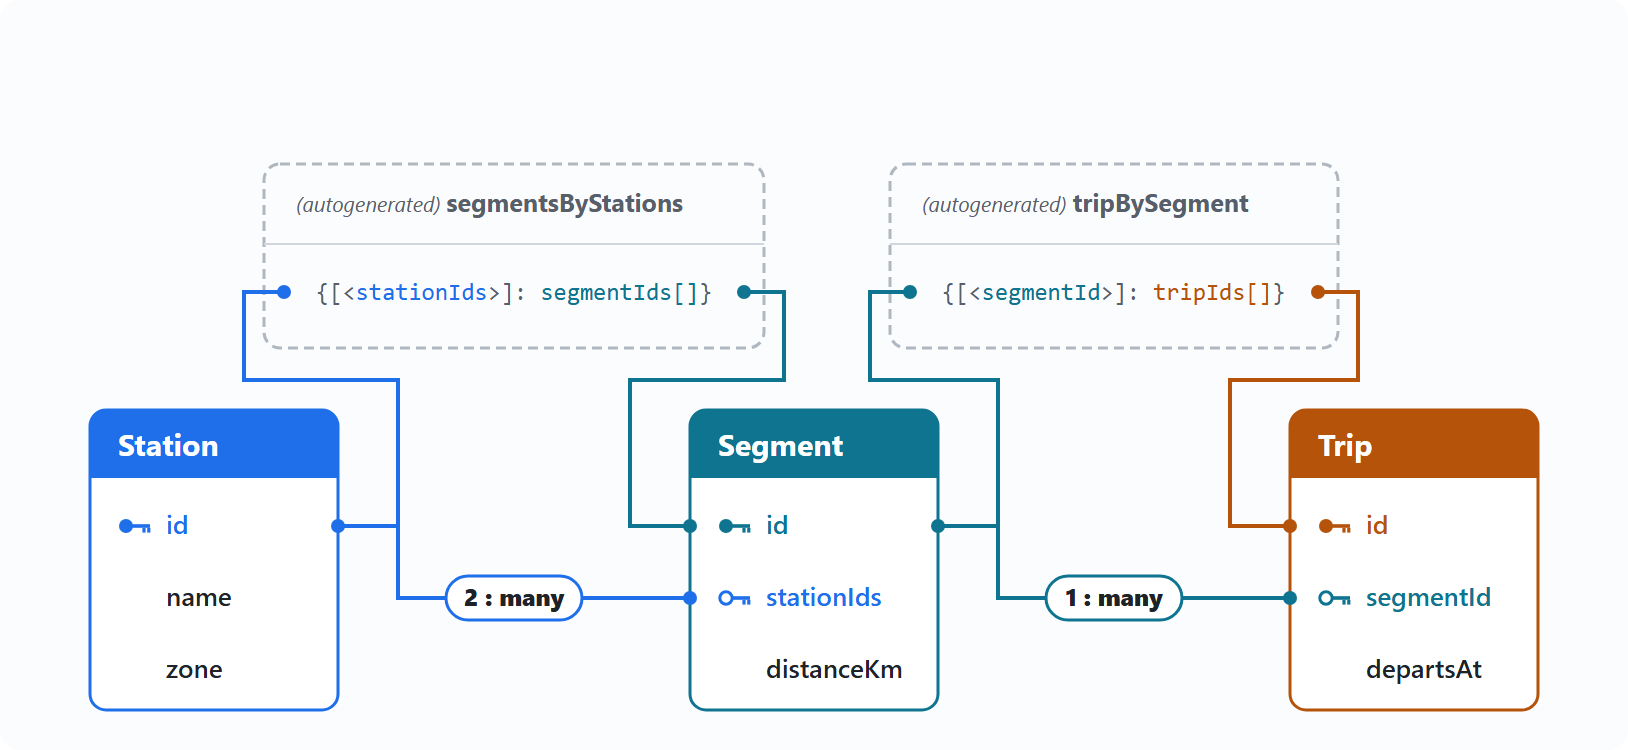 (autogenerated) segmentsByStations
{[<stationIds>]: segmentIds[]}
(autogenerated) tripBySegment
{[<segmentId>]: tripIds[]}
Station
id
name
zone
2 : many
Segment
id
stationIds
distanceKm
1 : many
Trip
id
segmentId
departsAt